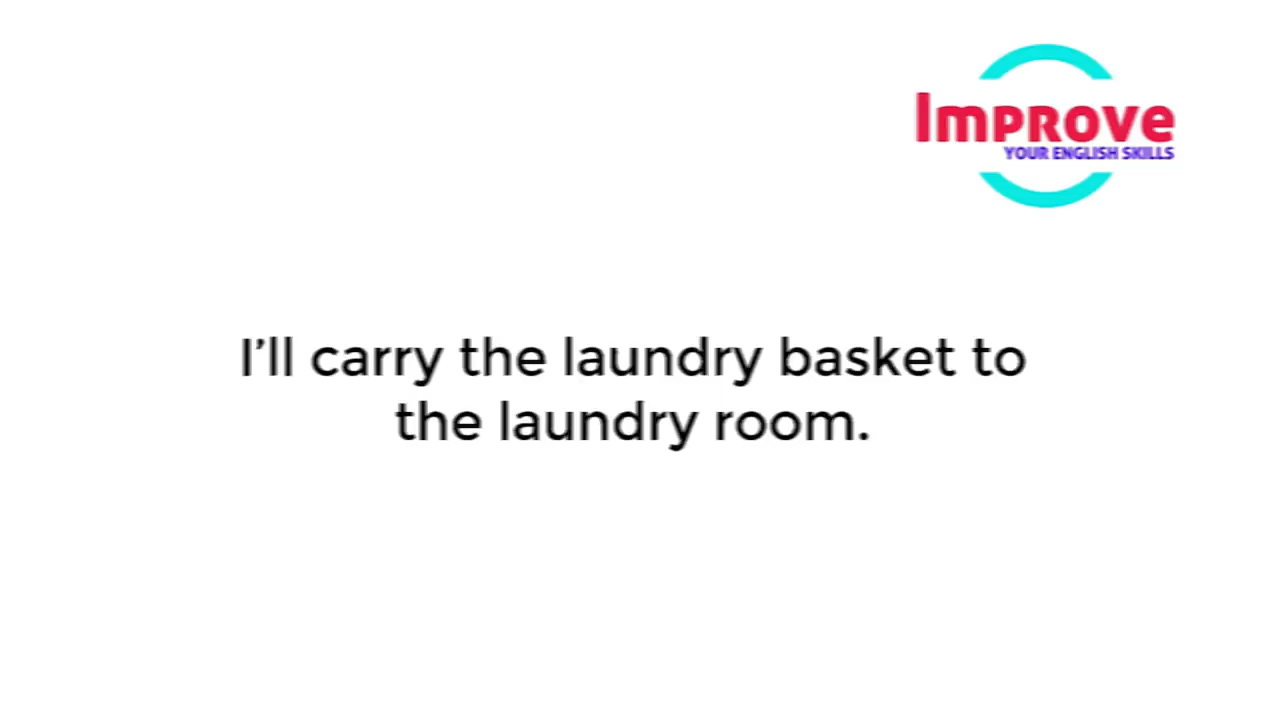 Improve
YOUR ENGLISH SKILLS
I’ll carry the laundry basket to
the laundry room.